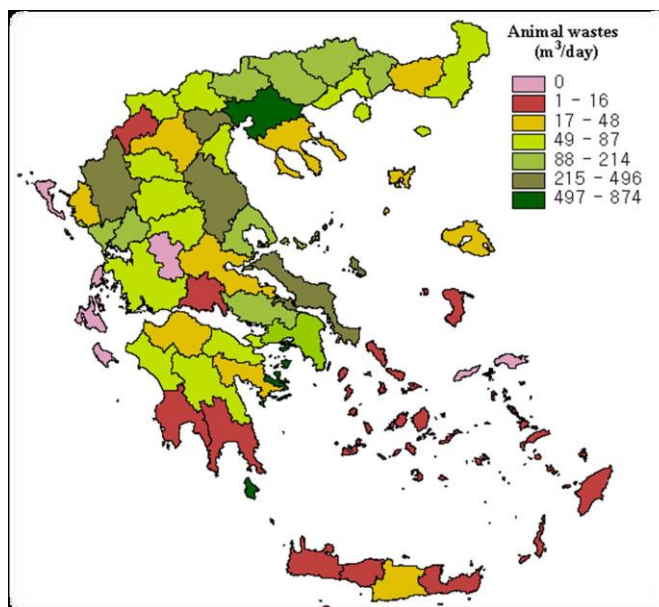 Animal wastes
(m³/day)
0
1 - 16
17 - 48
49 - 87
88 - 214
215 - 496
497 - 874